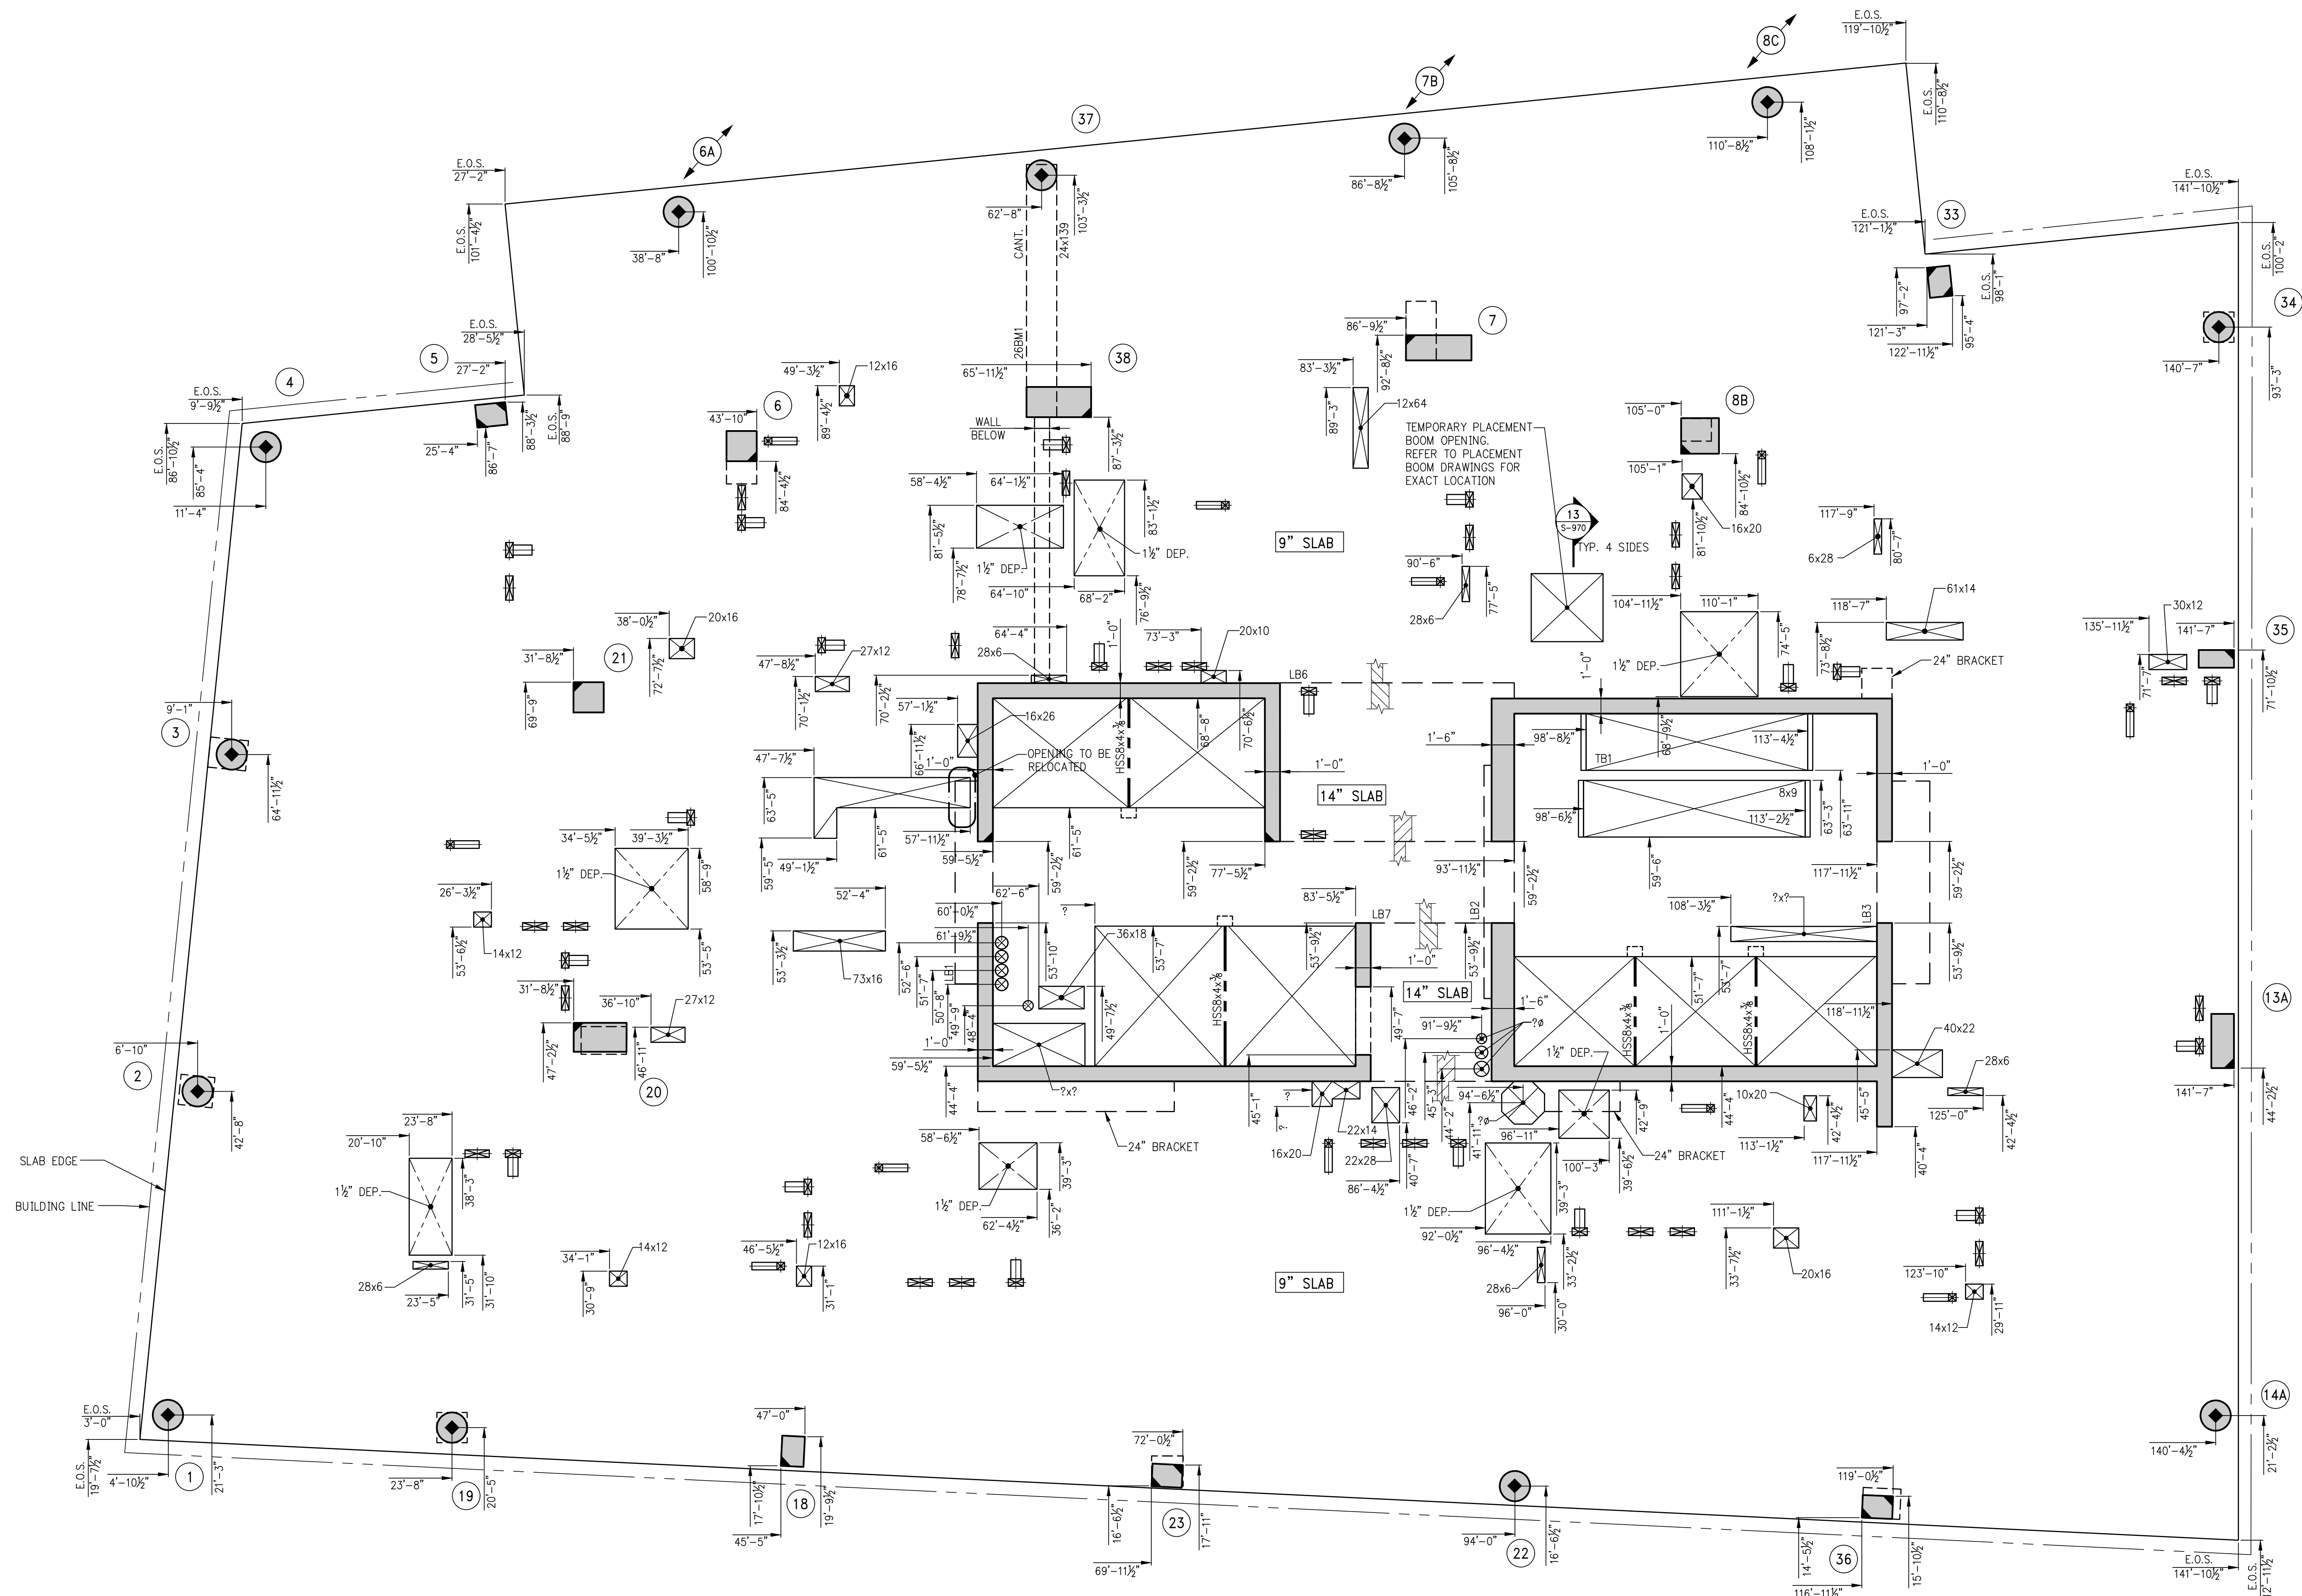 E.O.S.
119'-10½"
8C
E.O.S.
110'-8½"
7B
37
6A
110'-8½"
108'-1½"
86'-8½"
105'-8½"
E.O.S.
27'-2"
E.O.S.
141'-10½"
62'-8"
103'-3½"
E.O.S.
121'-1½"
33
E.O.S.
101'-4½"
38'-8"
100'-10½"
CANT.
24x139
E.O.S.
100'-2"
E.O.S.
98'-1"
97'-2"
34
121'-3"
95'-4"
122'-11½"
86'-9½"
7
E.O.S.
28'-5½"
26BM1
92'-8½"
140'-7"
93'-3"
5
27'-2"
38
65'-11½"
49'-3½"
12x16
83'-3½"
4
E.O.S.
9'-9½"
6
43'-10"
89'-4½"
89'-3"
12x64
8B
105'-0"
25'-4"
86'-7"
88'-3½"
E.O.S.
88'-9"
WALL
BELOW
TEMPORARY PLACEMENT
BOOM OPENING.
REFER TO PLACEMENT
BOOM DRAWINGS FOR
EXACT LOCATION
E.O.S.
86'-10½"
85'-4"
11'-4"
84'-4½"
87'-3½"
105'-1"
84'-10½"
58'-4½"
64'-1½"
81'-5½"
83'-1½"
13
S-970
81'-10½"
16x20
117'-9"
80'-7"
6x28
9" SLAB
TYP. 4 SIDES
1½" DEP.
1½" DEP.
78'-7½"
64'-10"
68'-2"
76'-9½"
90'-6"
77'-5"
28x6
104'-11½"
110'-1"
74'-5"
118'-7"
61x14
38'-0½"
20x16
72'-7½"
31'-8½"
21
69'-9"
47'-8½"
27x12
70'-1½"
64'-4"
28x6
70'-2½"
1'-0"
73'-3"
20x10
LB6
1½" DEP.
1'-0"
73'-8½"
24" BRACKET
135'-11½"
30x12
141'-7"
35
71'-7"
71'-10½"
9'-1"
3
64'-11½"
57'-1½"
16x26
66'-11½"
OPENING TO BE
RELOCATED
1'-0"
HSS8x4x⅜
68'-8"
70'-6½"
1'-0"
1'-6"
98'-8½"
TB1
68'-9½"
113'-4½"
1'-0"
47'-7½"
63'-5"
14" SLAB
98'-6½"
8x9
113'-2½"
63'-3"
63'-11"
59'-5"
49'-1½"
61'-5"
57'-11½"
59'-5½"
61'-5"
59'-2½"
59'-2½"
77'-5½"
93'-11½"
59'-2½"
59'-6"
117'-11½"
59'-2½"
34'-5½"
39'-3½"
58'-9"
1½" DEP.
26'-3½"
53'-6½"
14x12
53'-5"
52'-4"
53'-3½"
73x16
62'-6"
60'-0½"
61'-9½"
?
83'-5½"
LB7
LB2
108'-3½"
?x?
LB3
53'-10"
36x18
53'-7"
53'-9½"
1'-0"
53'-9½"
51'-7"
53'-7"
53'-9½"
52'-6"
51'-7"
50'-8"
49'-9"
48'-4"
LB1
31'-8½"
36'-10"
27x12
47'-2½"
46'-11"
20
49'-7½"
HSS8x4x⅜
14" SLAB
49'-7"
1'-6"
91'-9½"
?ø
HSS8x4x⅜
1'-0"
HSS8x4x⅜
118'-11½"
13A
6'-10"
2
42'-8"
1'-0"
59'-5½"
44'-4"
?x?
45'-1"
46'-2"
45'-3"
44'-2"
1½" DEP.
44'-4"
45'-5"
40x22
28x6
141'-7"
44'-2½"
94'-6½"
?ø
41'-11"
42'-9"
10x20
113'-1½"
42'-4½"
125'-0"
42'-4½"
?
?
16x20
22x14
22x28
86'-4½"
40'-7"
96'-11"
100'-3"
39'-6½"
24" BRACKET
117'-11½"
40'-4"
23'-8"
20'-10"
38'-3"
SLAB EDGE
1½" DEP.
BUILDING LINE
24" BRACKET
58'-6½"
39'-3"
1½" DEP.
62'-4½"
36'-2"
39'-3"
1½" DEP.
92'-0½"
96'-4½"
33'-2½"
28x6
96'-0"
30'-0"
111'-1½"
33'-7½"
20x16
123'-10"
29'-11"
14x12
28x6
23'-5"
31'-5"
31'-10"
34'-1"
14x12
30'-9"
46'-5½"
12x16
31'-1"
9" SLAB
E.O.S.
3'-0"
E.O.S.
19'-7½"
4'-10½"
1
21'-3"
23'-8"
19
20'-5"
47'-0"
17'-10½"
45'-5"
18
19'-9½"
72'-0½"
16'-6½"
69'-11½"
23
17'-11"
94'-0"
22
16'-6½"
119'-0½"
14'-5½"
116'-11½"
36
15'-10½"
14A
140'-4½"
21'-2½"
E.O.S.
141'-10½"
E.O.S.
12'-11½"